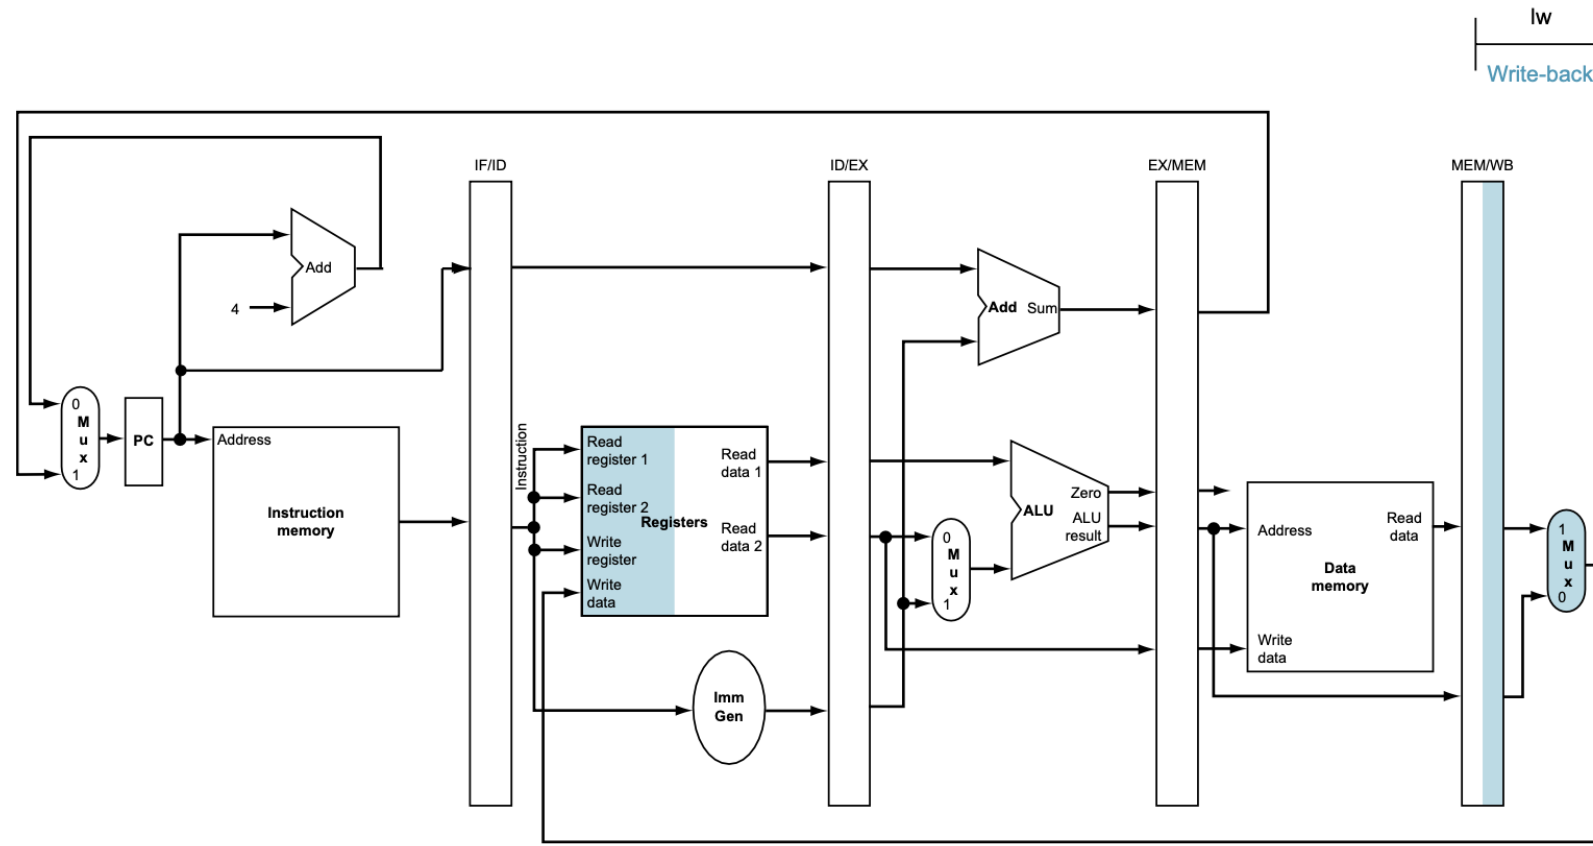 lw
Write-back
IF/ID
ID/EX
EX/MEM
MEM/WB
Add
4
Add Sum
0
M
u
x
1
PC
Address
Instruction
memory
Instruction
Read
register 1
Read
register 2
Write
register
Write
data
Registers
Read
data 1
Read
data 2
Imm
Gen
0
M
u
x
1
ALU
Zero
ALU
result
Address
Read
data
Data
memory
Write
data
1
M
u
x
0